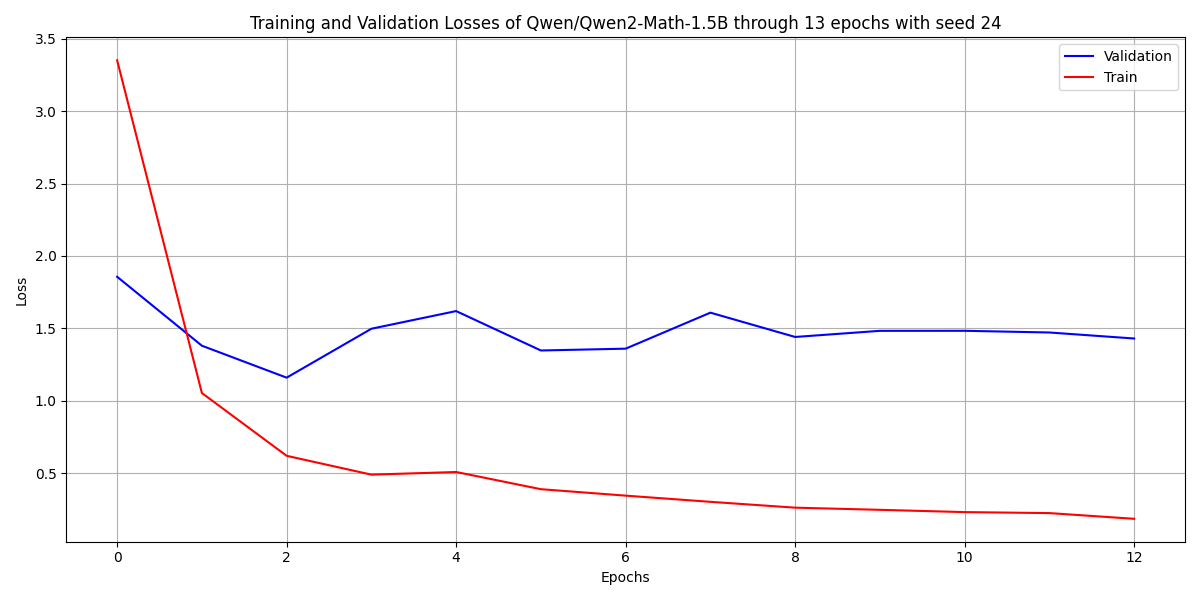 Training and Validation Losses of Qwen/Qwen2-Math-1.5B through 13 epochs with seed 24
Validation
Train
3.5
3.0
2.5
2.0
1.5
1.0
0.5
Loss
0 2 4 6 8 10 12
Epochs